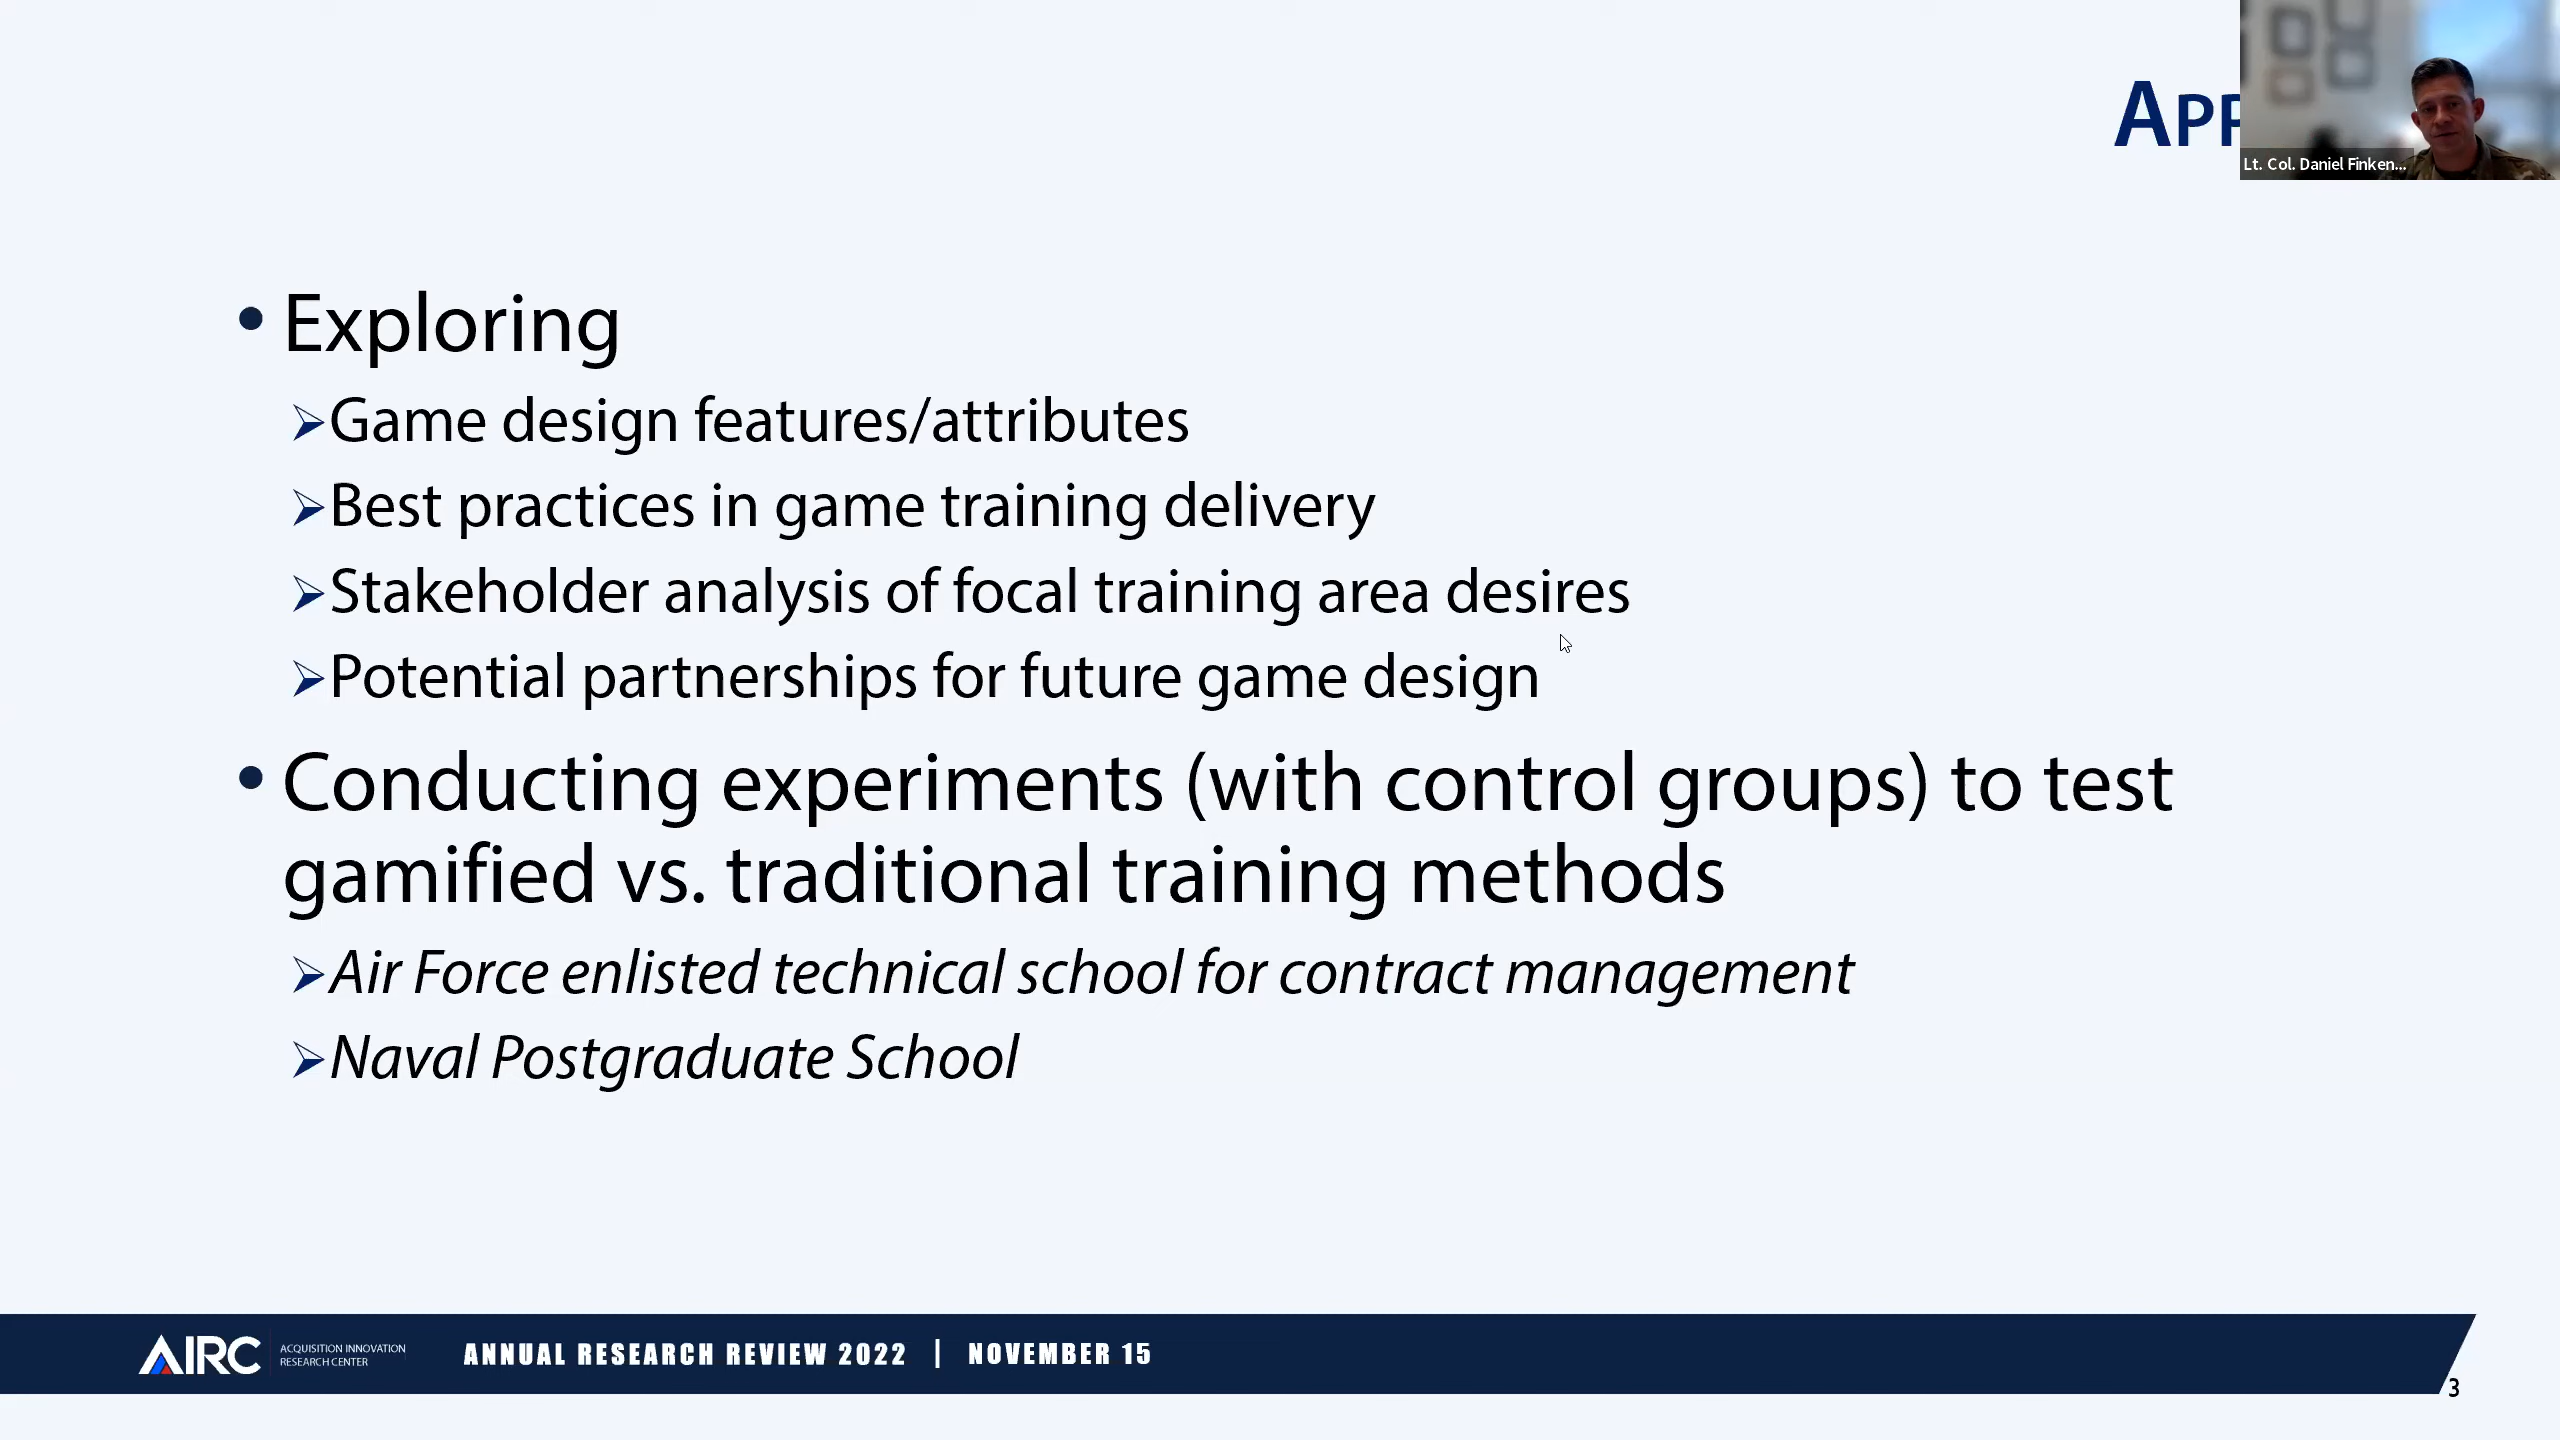 Lt. Col. Daniel Finken...
• Exploring
➢Game design features/attributes
➢Best practices in game training delivery
➢Stakeholder analysis of focal training area desires
➢Potential partnerships for future game design
• Conducting experiments (with control groups) to test
gamified vs. traditional training methods
➢Air Force enlisted technical school for contract management
➢Naval Postgraduate School
AIRC
ACQUISITION INNOVATION
RESEARCH CENTER
ANNUAL RESEARCH REVIEW 2022 | NOVEMBER 15
3